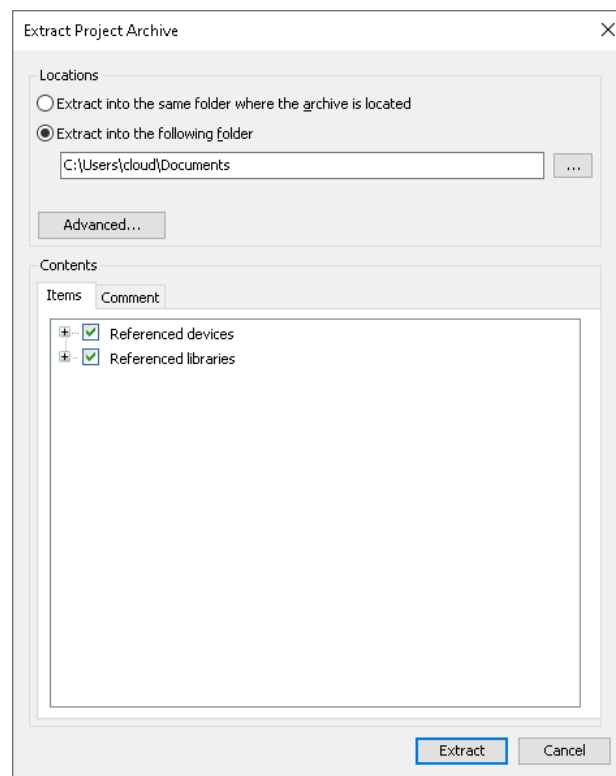 Extract Project Archive
Locations
Extract into the same folder where the archive is located
Extract into the following folder
C:\Users\cloud\Documents
...
Advanced...
Contents
Items Comment
Referenced devices
Referenced libraries
Extract Cancel